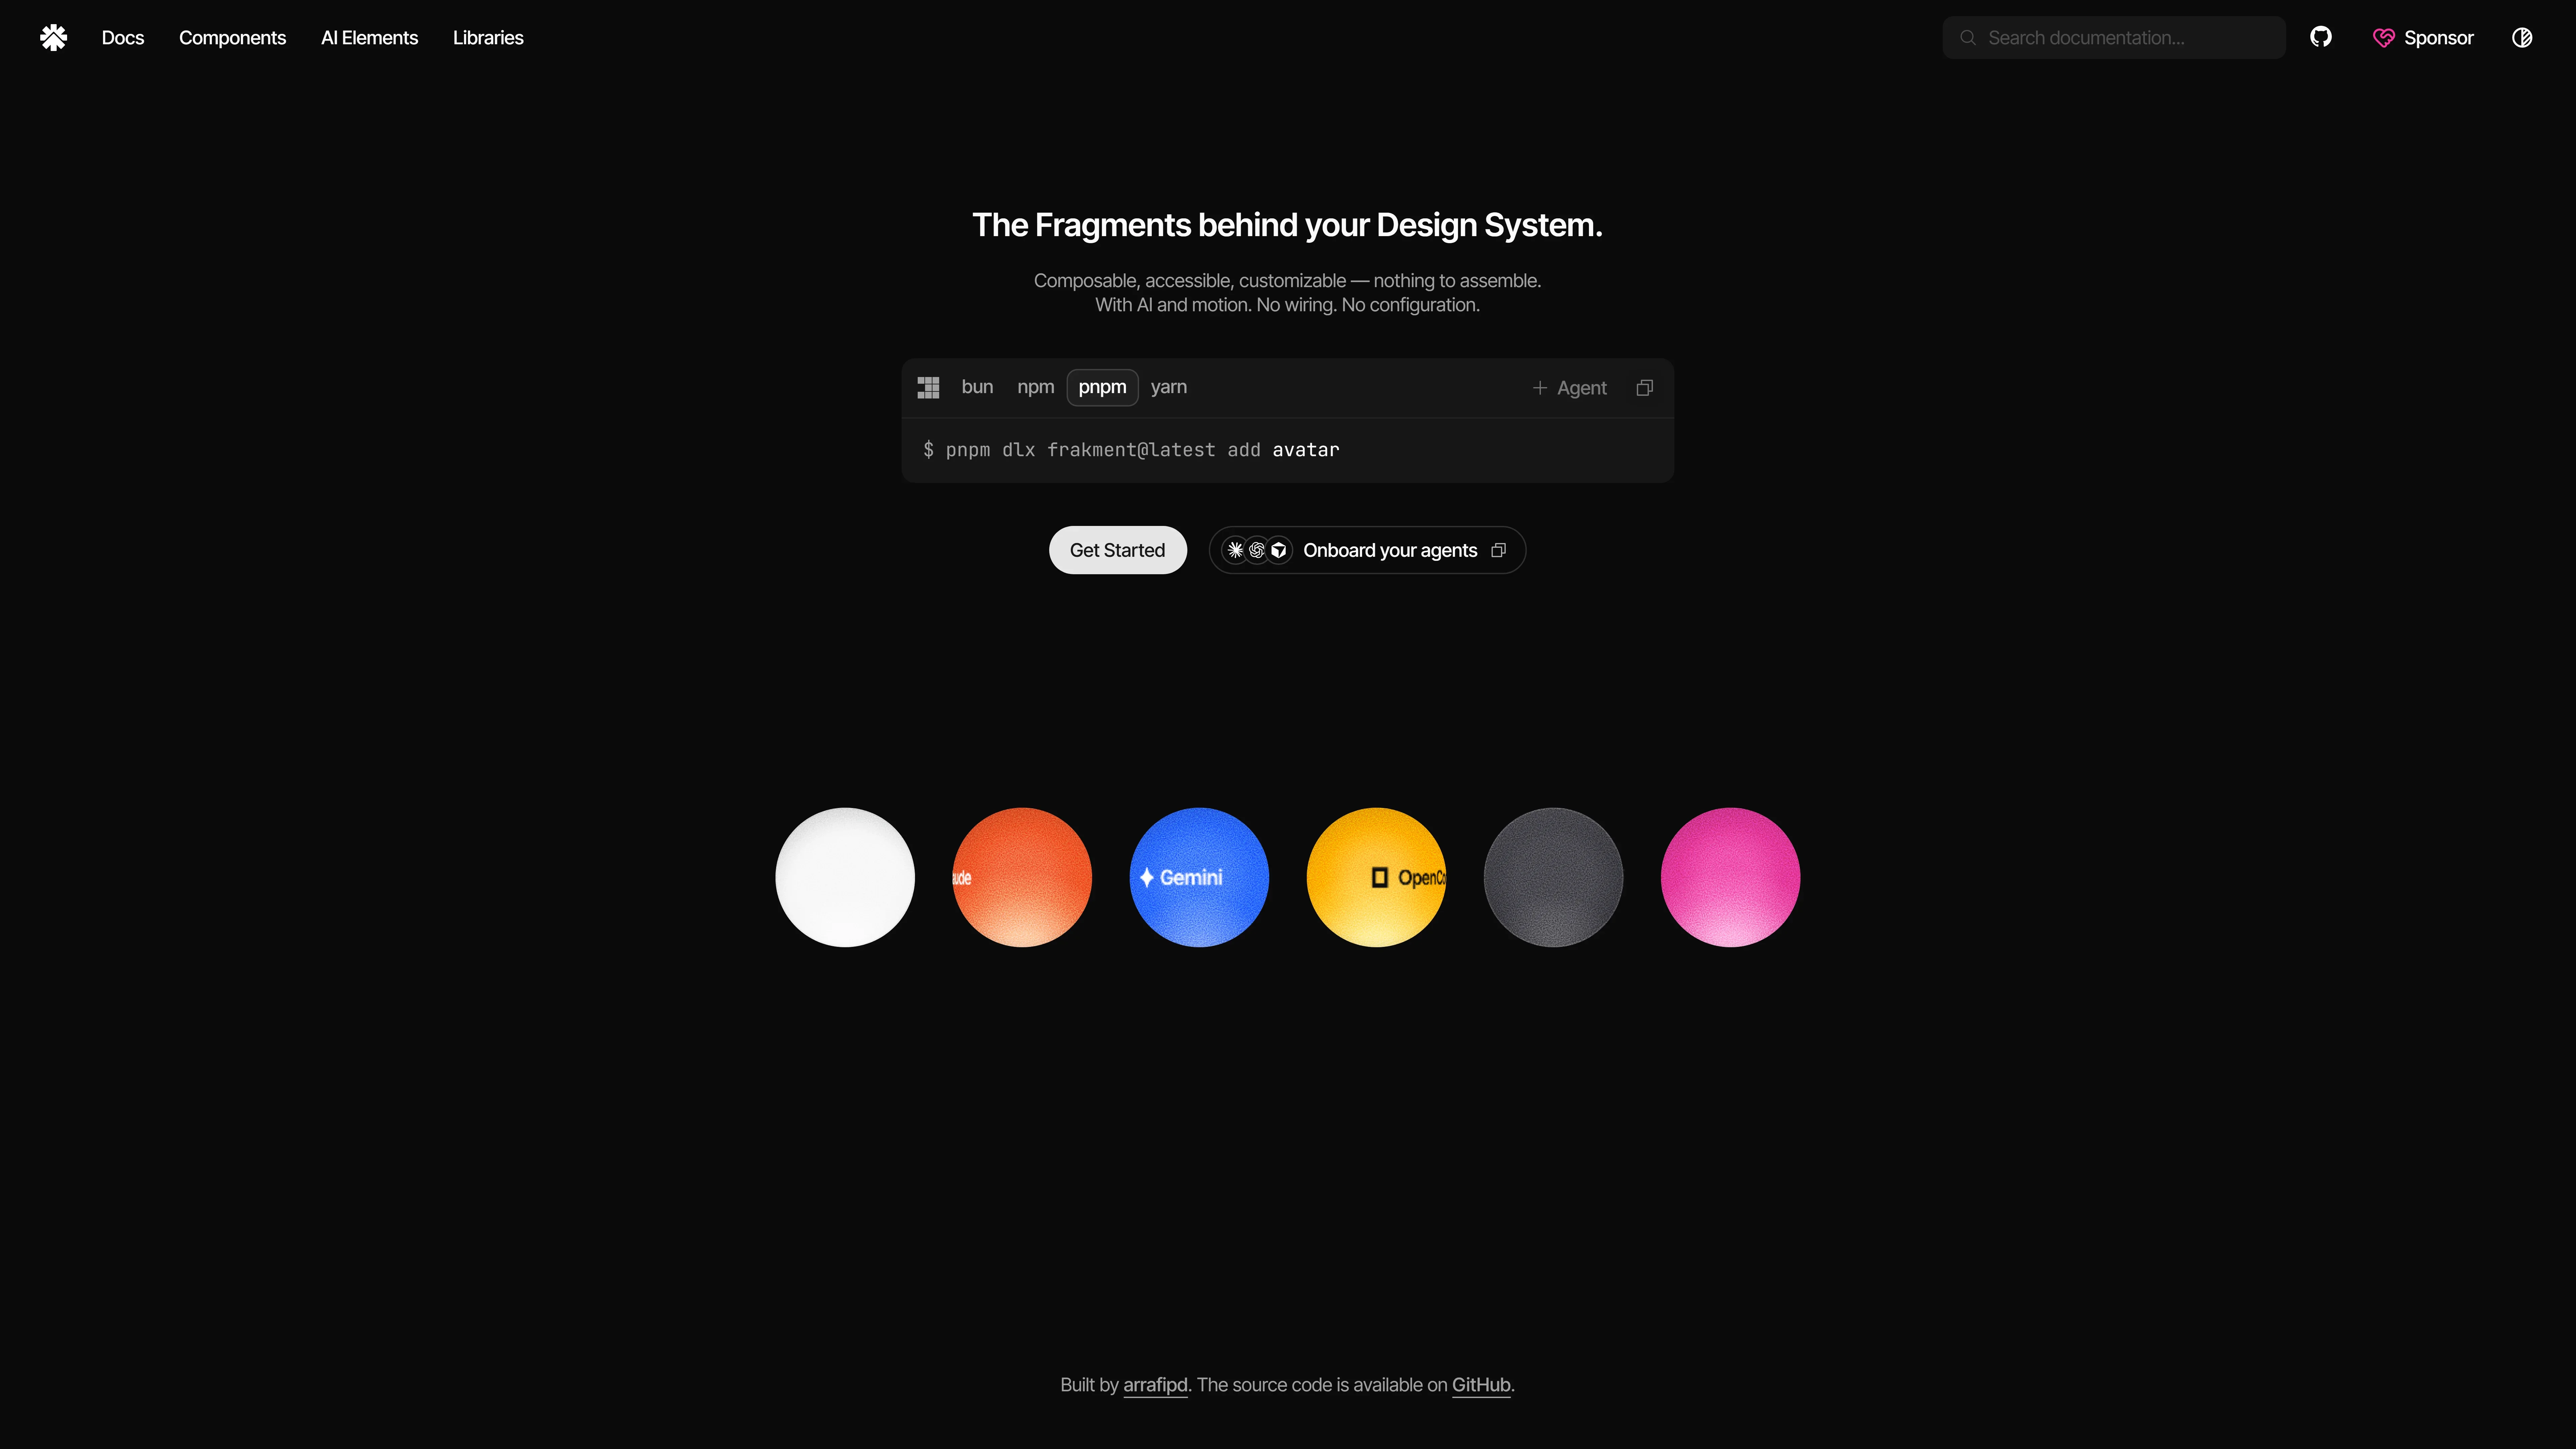 Docs
Components
AI Elements
Libraries
Search documentation...
Sponsor
The Fragments behind your Design System.
Composable, accessible, customizable — nothing to assemble.
With AI and motion. No wiring. No configuration.
bun
npm
pnpm
yarn
Agent
$ pnpm dlx frakment@latest add avatar
Get Started
Onboard your agents
aude
Gemini
OpenCo
Built by arrafipd. The source code is available on GitHub.